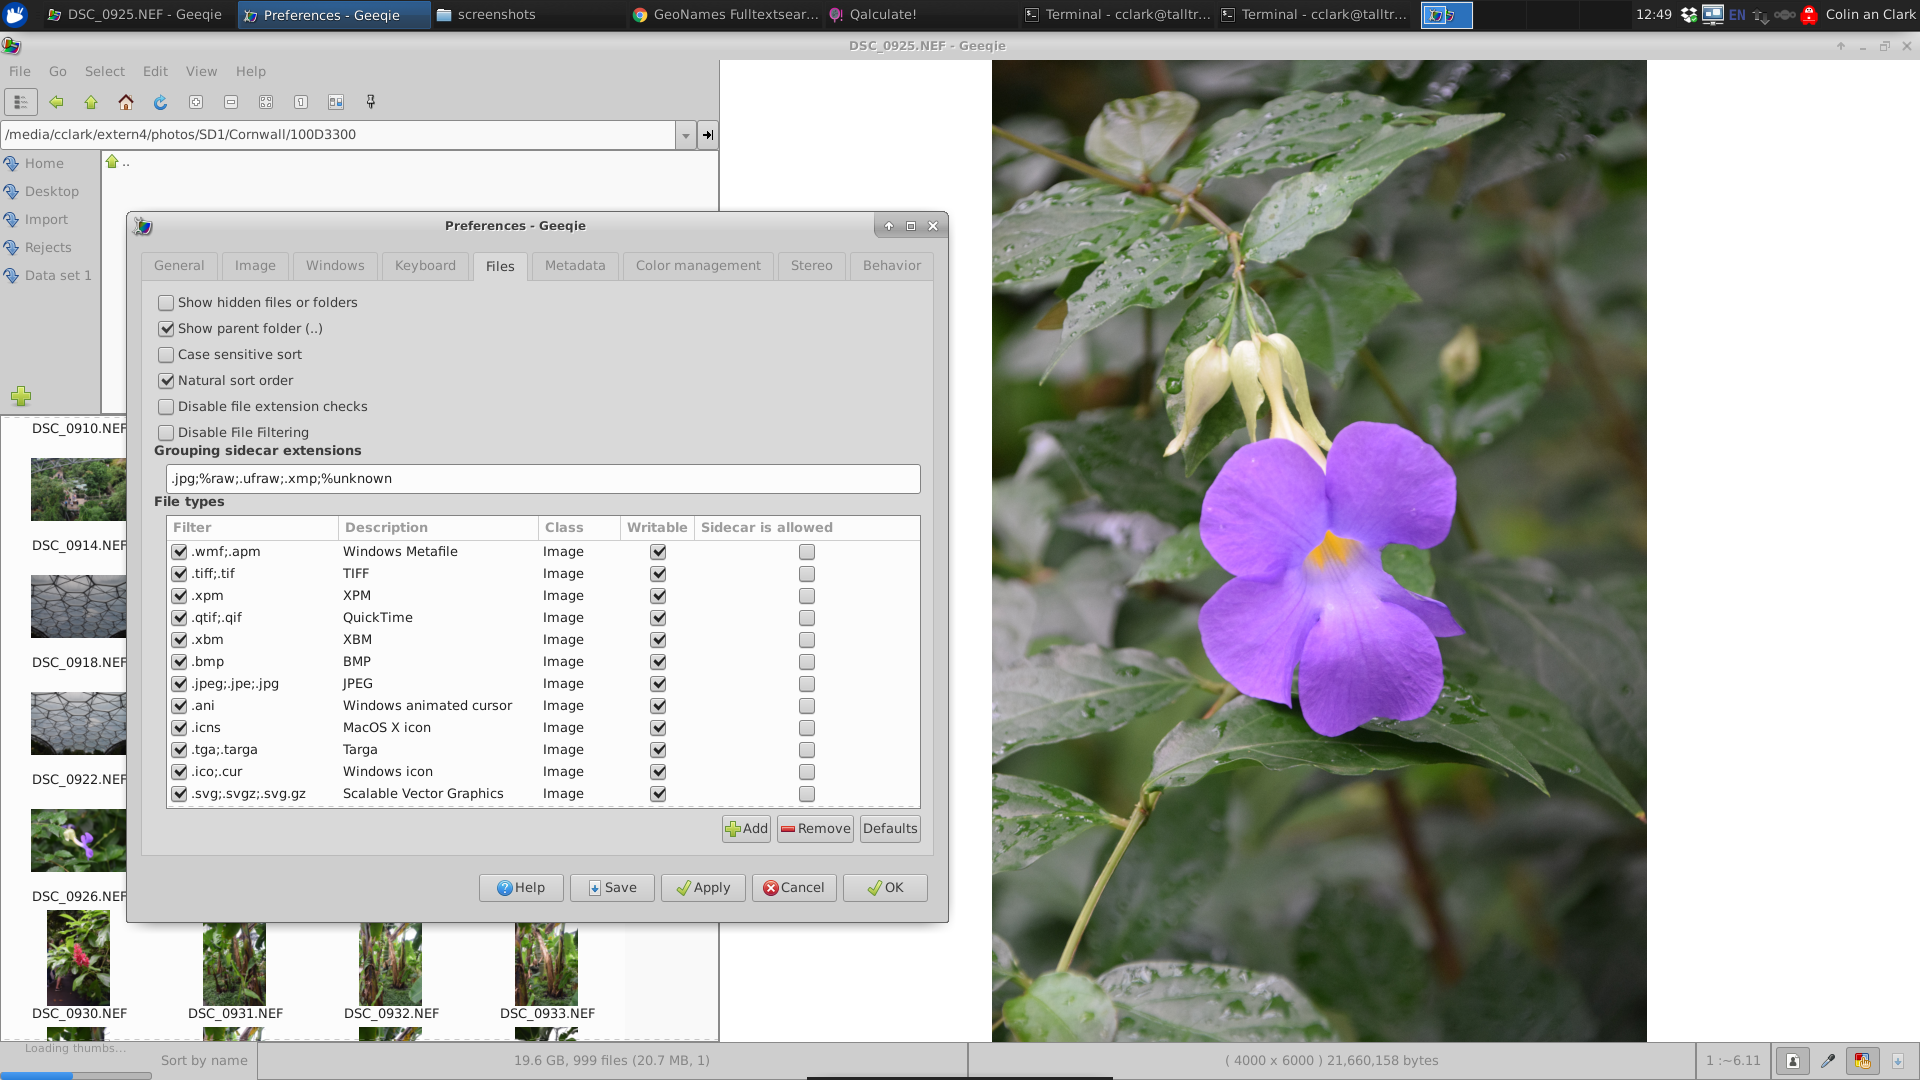 DSC_0925.NEF - Geeqie
Preferences - Geeqie
screenshots
GeoNames Fulltextsear...
Qalculate!
Terminal - cclark@talltr...
Terminal - cclark@talltr...
12:49
EN
Colin an Clark
DSC_0925.NEF - Geeqie
File Go Select Edit View Help
/media/cclark/extern4/photos/SD1/Cornwall/100D3300
Home
Desktop
Import
Rejects
Data set 1
..
Preferences - Geeqie
General Image Windows Keyboard Files Metadata Color management Stereo Behavior
Show hidden files or folders
Show parent folder (..)
Case sensitive sort
Natural sort order
Disable file extension checks
Disable File Filtering
Grouping sidecar extensions
.jpg;%raw;.ufraw;.xmp;%unknown
File types
Filter Description Class Writable Sidecar is allowed
.wmf;.apm Windows Metafile Image
.tiff;.tif TIFF Image
.xpm XPM Image
.qtif;.qif QuickTime Image
.xbm XBM Image
.bmp BMP Image
.jpeg;.jpe;.jpg JPEG Image
.ani Windows animated cursor Image
.icns MacOS X icon Image
.tga;.targa Targa Image
.ico;.cur Windows icon Image
.svg;.svgz;.svg.gz Scalable Vector Graphics Image
Add Remove Defaults
Help Save Apply Cancel OK
DSC_0910.NEF
DSC_0914.NEF
DSC_0918.NEF
DSC_0922.NEF
DSC_0926.NEF
DSC_0930.NEF DSC_0931.NEF DSC_0932.NEF DSC_0933.NEF
Loading thumbs...
Sort by name
19.6 GB, 999 files (20.7 MB, 1)
( 4000 x 6000 ) 21,660,158 bytes
1 :~6.11